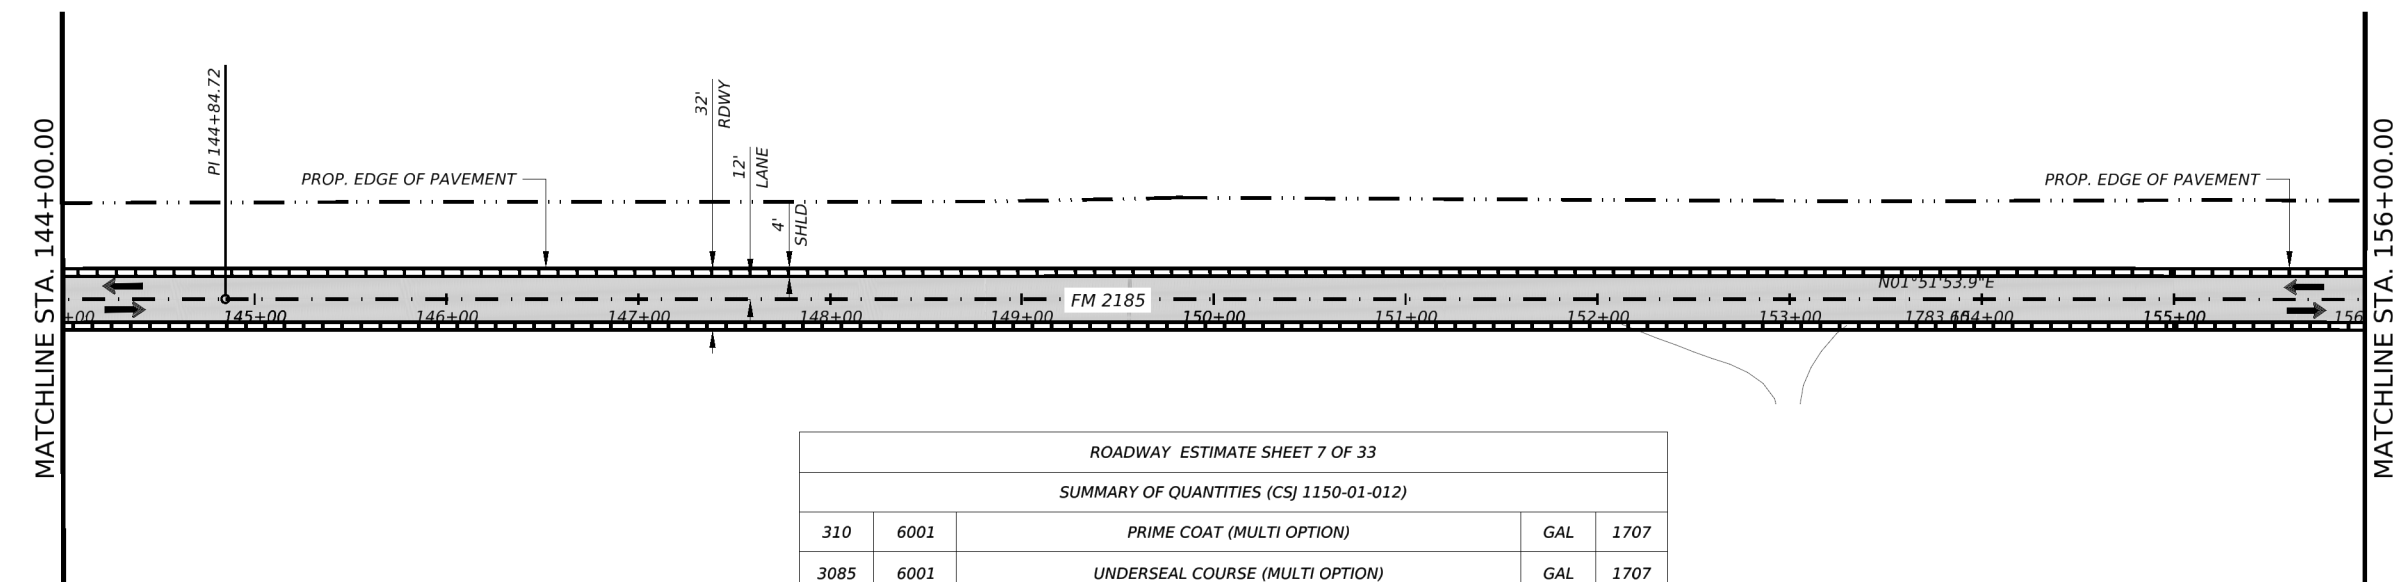 MATCHLINE STA. 144+00.00
PI 144+84.72
PROP. EDGE OF PAVEMENT
32'
RDWY
12'
LANE
4'
SHLD.
PROP. EDGE OF PAVEMENT
MATCHLINE STA. 156+00.00
N01°51'53.9"E
FM 2185
+00
145+00
146+00
147+00
148+00
149+00
150+00
151+00
152+00
153+00
154+00
155+00
156
ROADWAY ESTIMATE SHEET 7 OF 33
SUMMARY OF QUANTITIES (CSJ 1150-01-012)
310 6001 PRIME COAT (MULTI OPTION) GAL 1707
3085 6001 UNDERSEAL COURSE (MULTI OPTION) GAL 1707